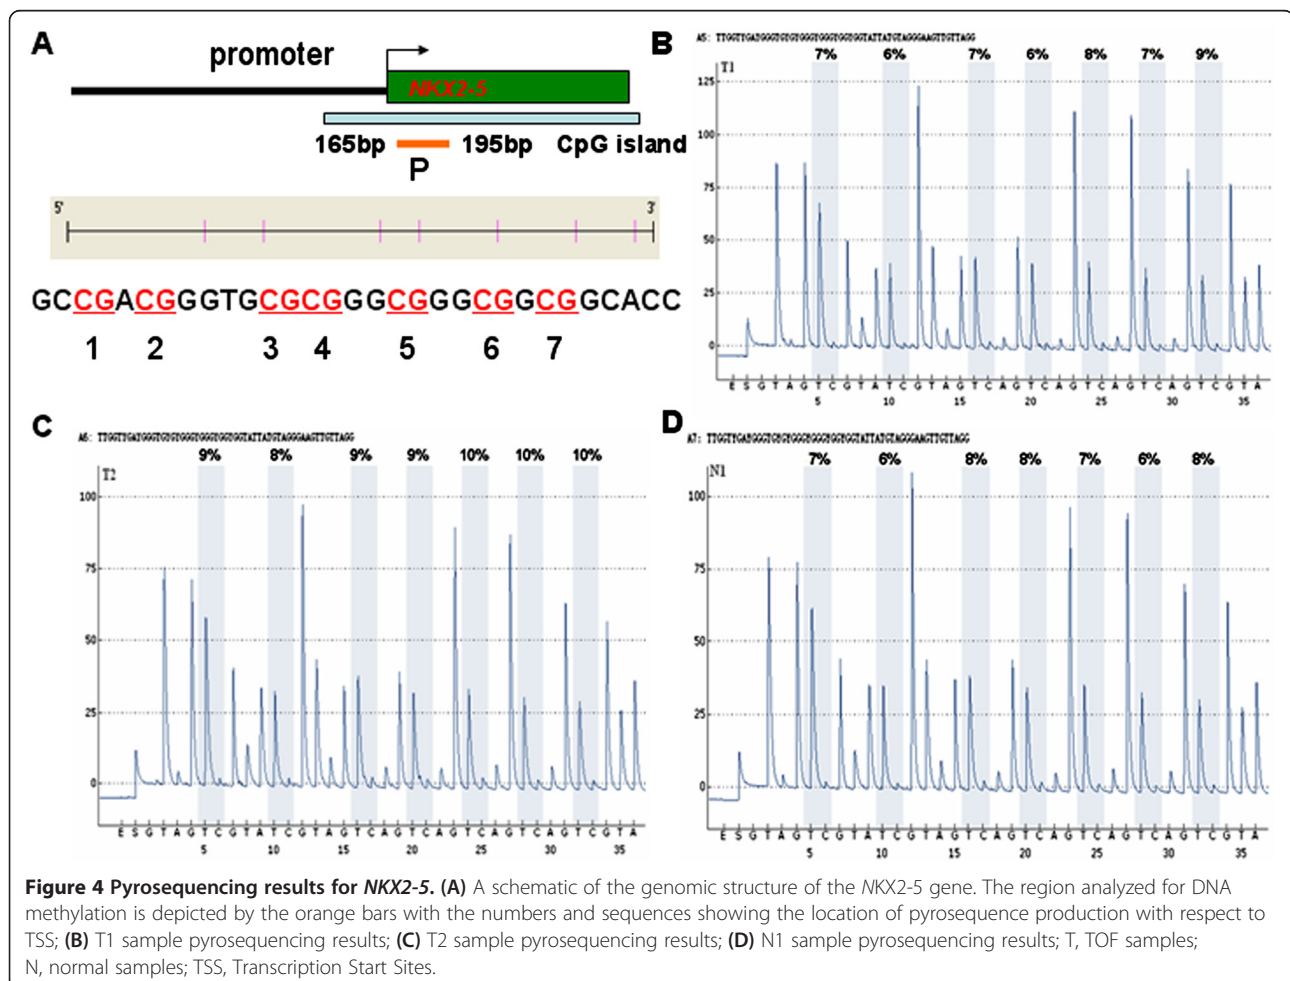 A
promoter
NKX2-5
165bp 195bp CpG island
P
5' 3'
GCCGACGGGTGCGCGGGCGGGCGGCGGCACC
1 2 3 4 5 6 7
B
A5: TTGGTTGATGGGTGTGTGGGTGGGTGGTGGTATTATGTAGGGAAGTTGTTAGG
7% 6% 7% 6% 8% 7% 9%
T1
125
100
75
50
25
0
E S G T A G T C G T A T C G T A G T C A G T C A G T C A G T C A G T C G T A
5 10 15 20 25 30 35
C
A6: TTGGTTGATGGGTGTGTGGGTGGGTGGTGGTATTATGTAGGGAAGTTGTTAGG
9% 8% 9% 9% 10% 10% 10%
T2
100
75
50
25
0
E S G T A G T C G T A T C G T A G T C A G T C A G T C A G T C A G T C G T A
5 10 15 20 25 30 35
D
A7: TTGGTTGATGGGTGTGTGGGTGGGTGGTGGTATTATGTAGGGAAGTTGTTAGG
7% 6% 8% 8% 7% 6% 8%
N1
100
75
50
25
0
E S G T A G T C G T A T C G T A G T C A G T C A G T C A G T C A G T C G T A
5 10 15 20 25 30 35
Figure 4 Pyrosequencing results for NKX2-5. (A) A schematic of the genomic structure of the NKX2-5 gene. The region analyzed for DNA
methylation is depicted by the orange bars with the numbers and sequences showing the location of pyrosequence production with respect to
TSS; (B) T1 sample pyrosequencing results; (C) T2 sample pyrosequencing results; (D) N1 sample pyrosequencing results; T, TOF samples;
N, normal samples; TSS, Transcription Start Sites.